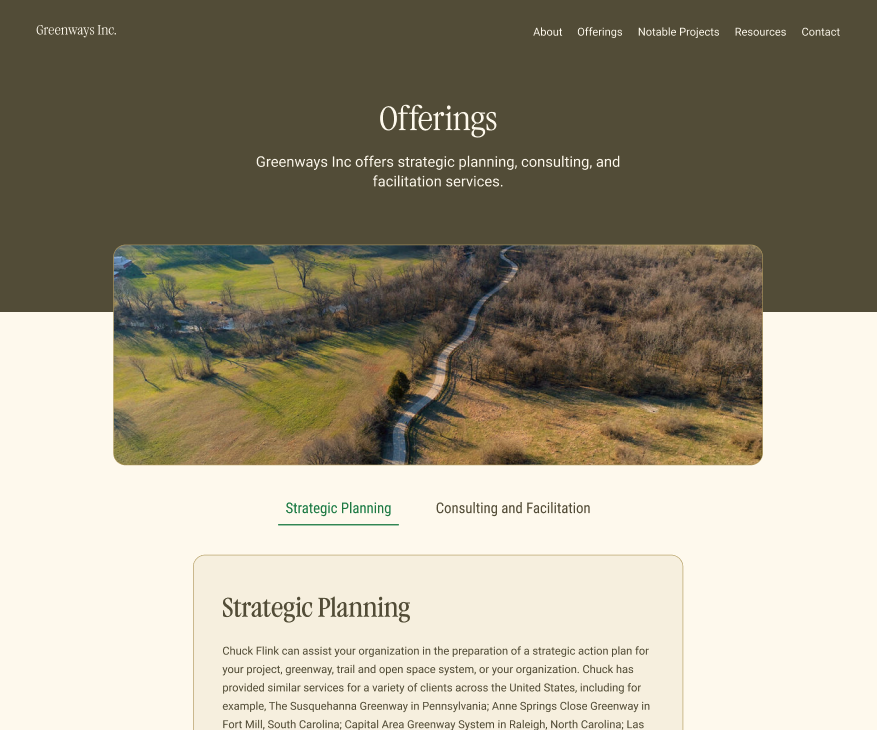 Greenways Inc.
About Offerings Notable Projects Resources Contact
Offerings
Greenways Inc offers strategic planning, consulting, and
facilitation services.
Strategic Planning Consulting and Facilitation
Strategic Planning
Chuck Flink can assist your organization in the preparation of a strategic action plan for
your project, greenway, trail and open space system, or your organization. Chuck has
provided similar services for a variety of clients across the United States, including for
example, The Susquehanna Greenway in Pennsylvania; Anne Springs Close Greenway in
Fort Mill, South Carolina; Capital Area Greenway System in Raleigh, North Carolina; Las